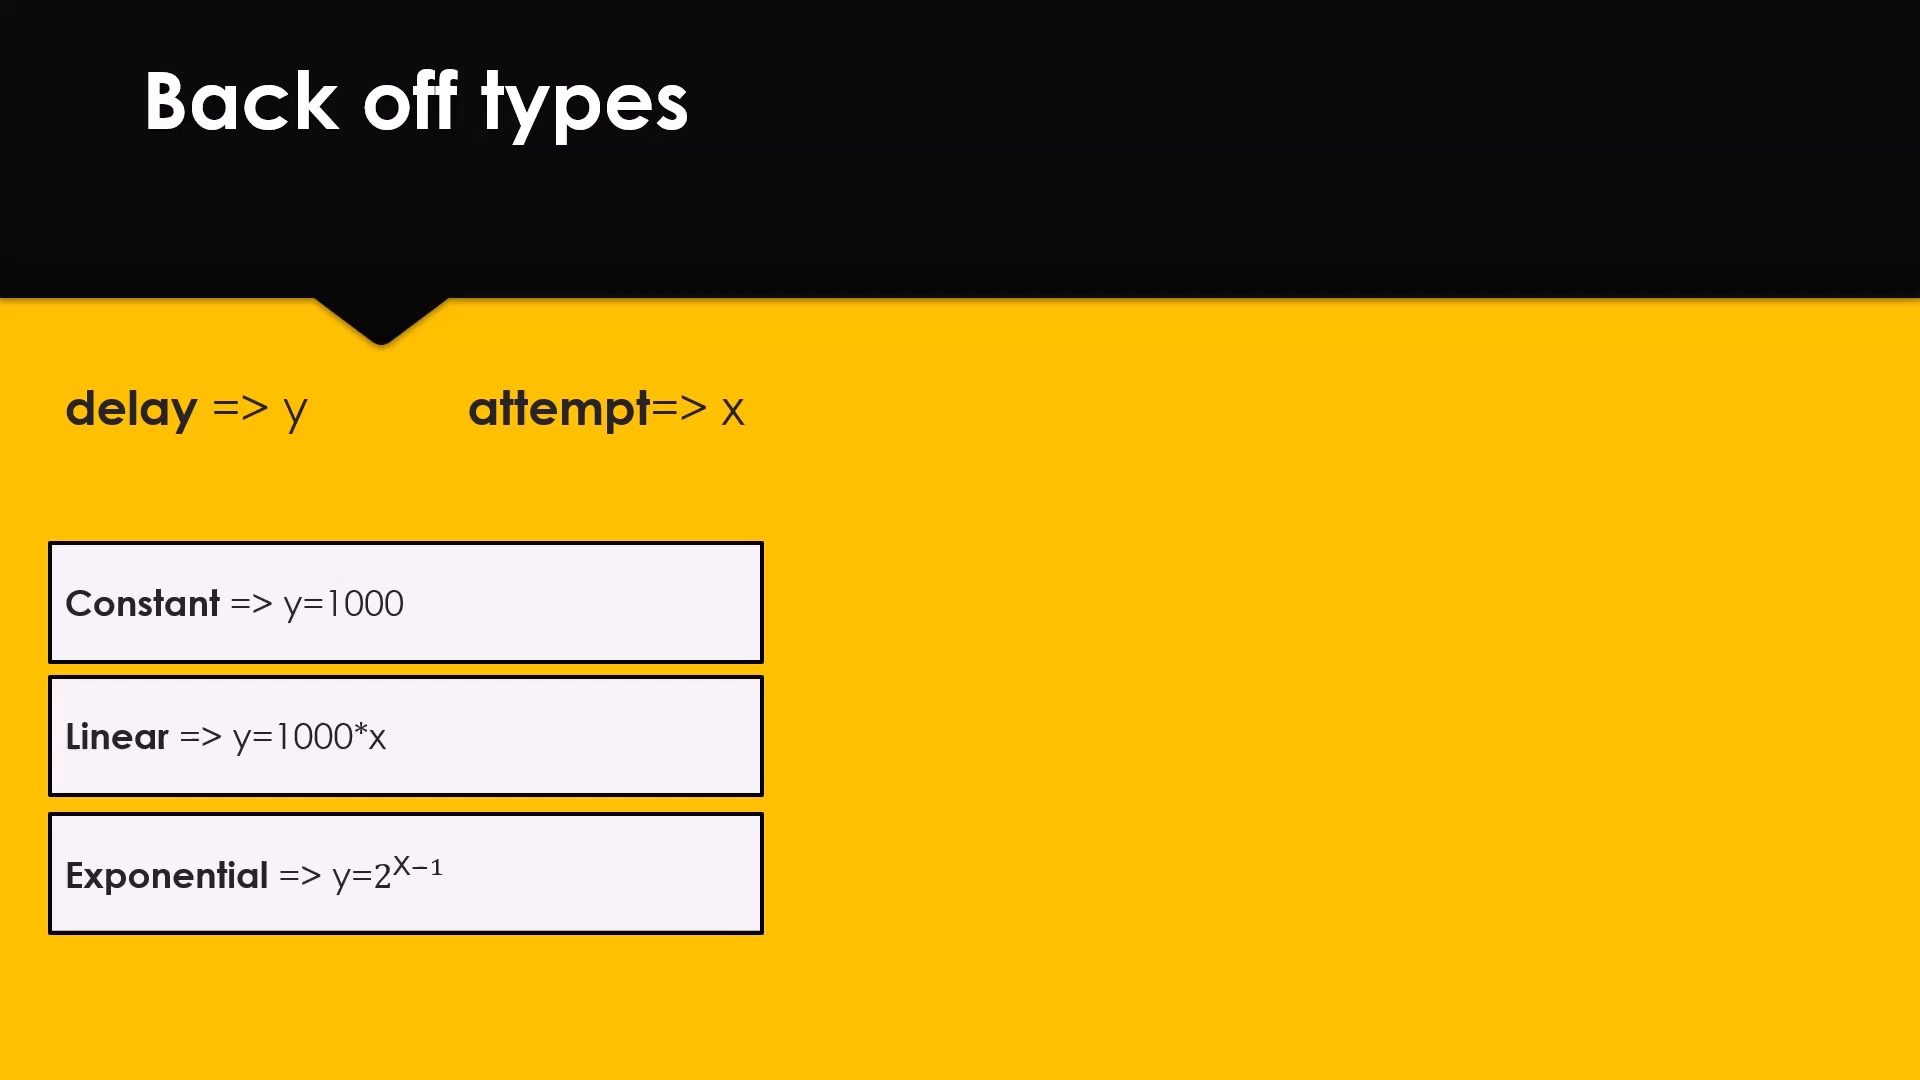 Back off types
delay => y attempt=> x
Constant => y=1000
Linear => y=1000*x
Exponential => y=2^X−1